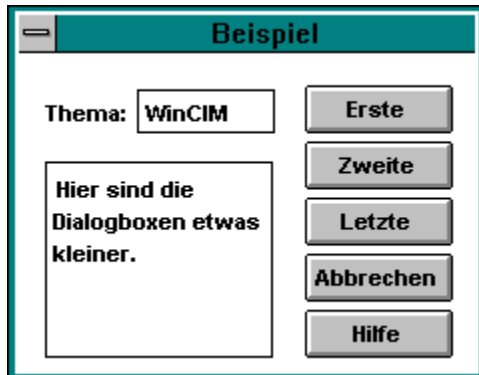 Beispiel
Thema: WinCIM
Hier sind die
Dialogboxen etwas
kleiner.
Erste
Zweite
Letzte
Abbrechen
Hilfe